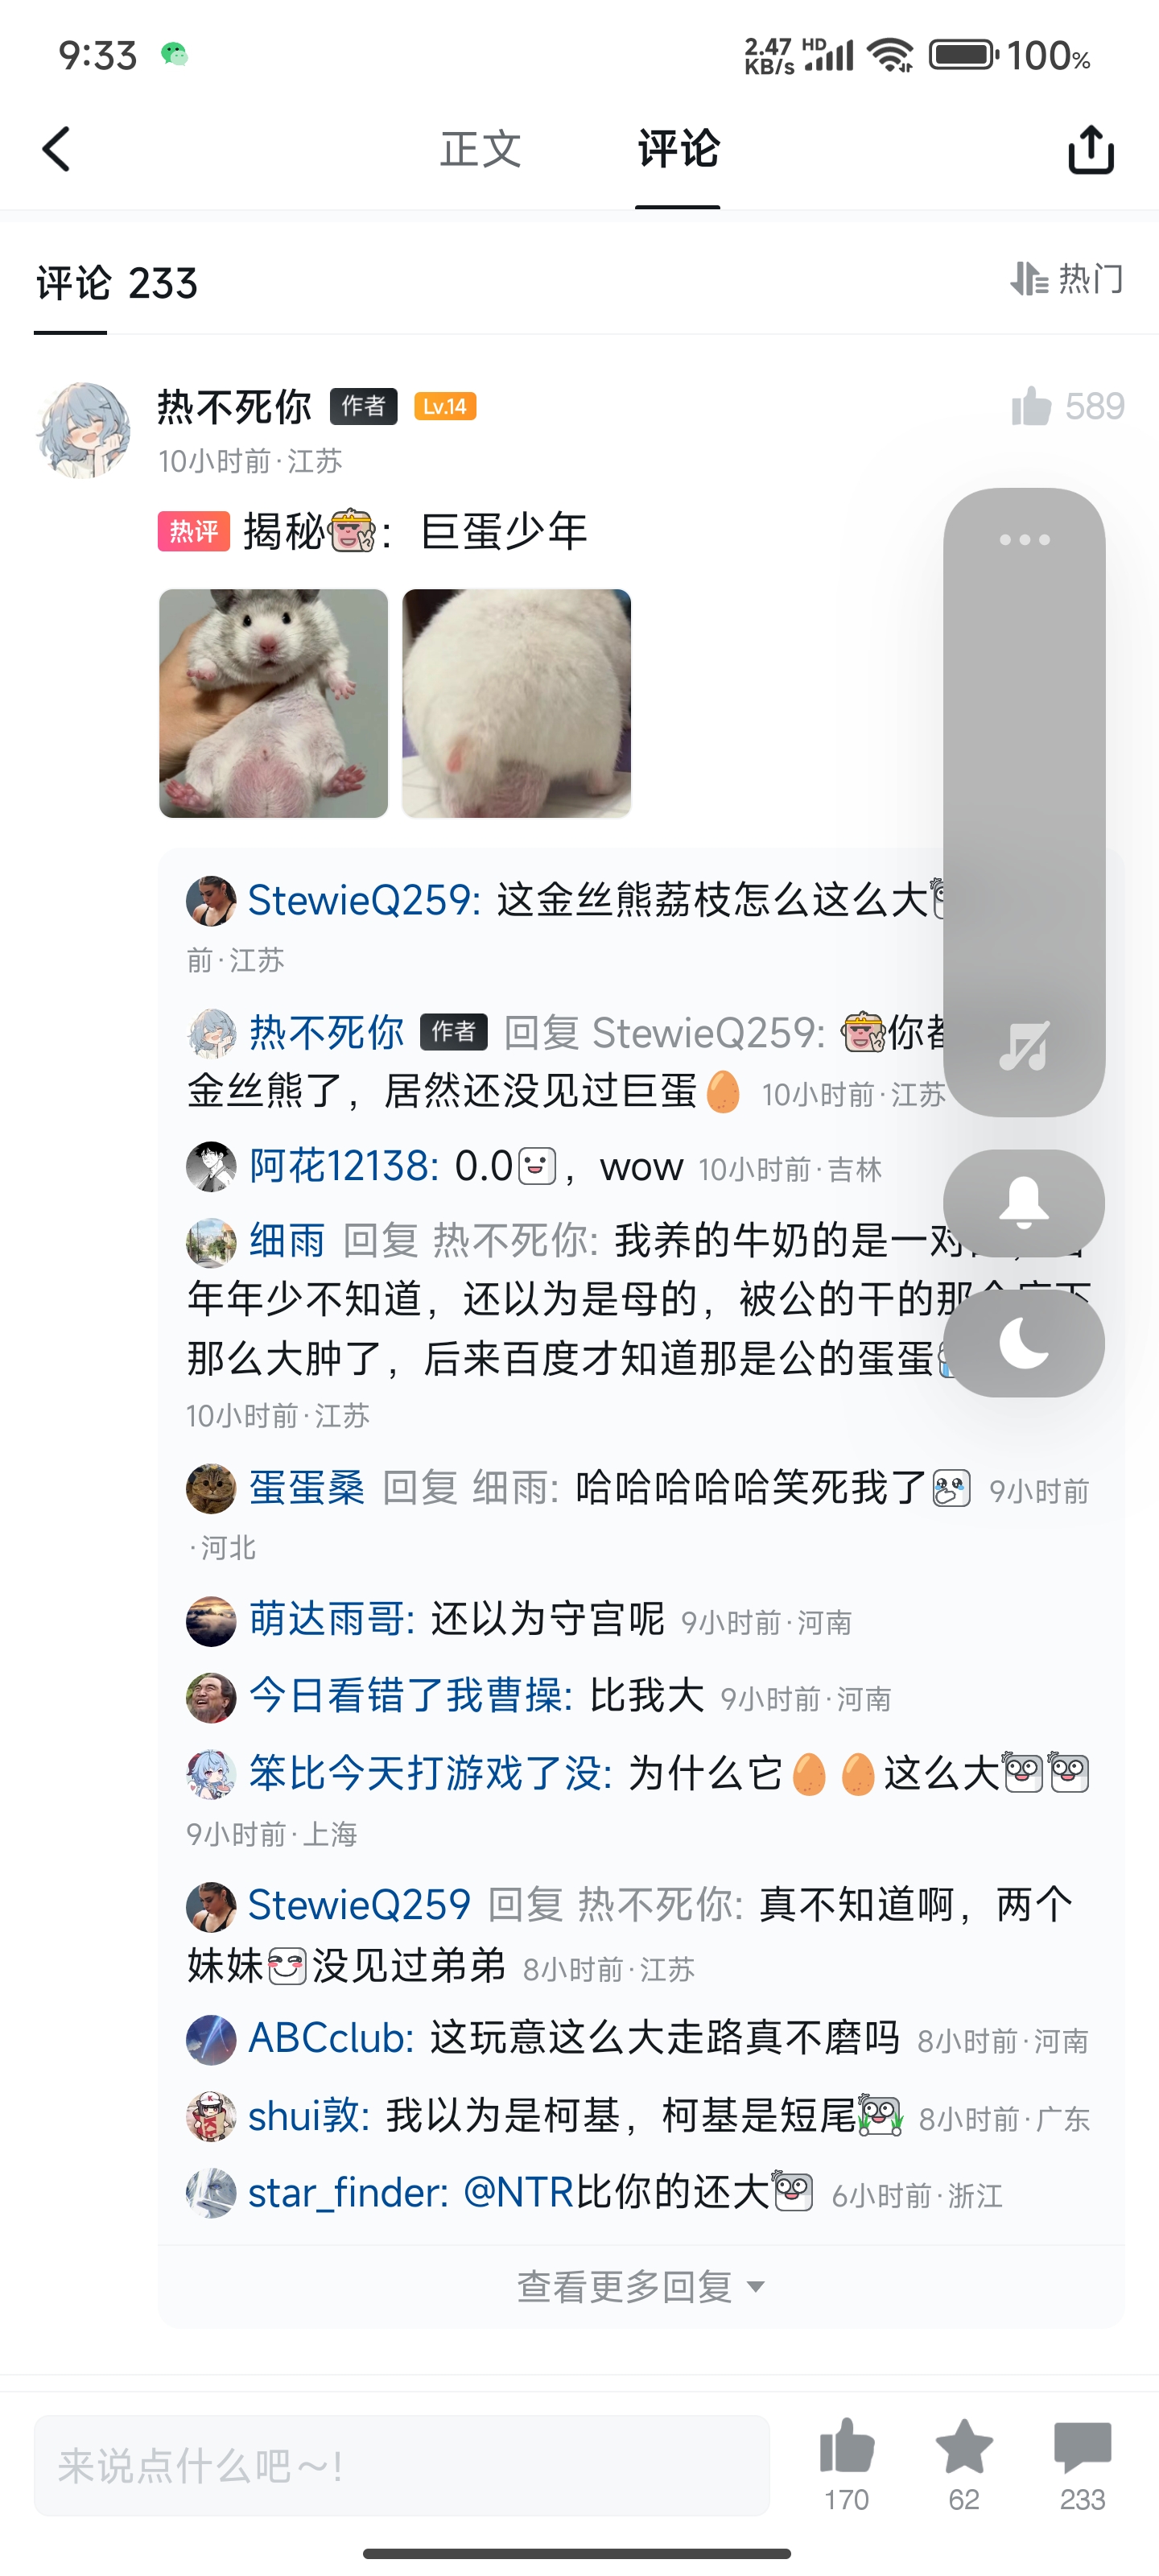 9:33 2.47 KB/s HD 100%
正文 评论
评论 233 热门
热不死你 作者 Lv.14 589
10小时前·江苏
热评 揭秘：巨蛋少年
StewieQ259: 这金丝熊荔枝怎么这么大
前·江苏
热不死你 作者 回复 StewieQ259: 你都
金丝熊了，居然还没见过巨蛋🥚 10小时前·江苏
阿花12138: 0.0，wow 10小时前·吉林
细雨 回复 热不死你: 我养的牛奶的是一对
年年少不知道，还以为是母的，被公的干的那
那么大肿了，后来百度才知道那是公的蛋蛋
10小时前·江苏
蛋蛋桑 回复 细雨: 哈哈哈哈哈笑死我了 9小时前
·河北
萌达雨哥: 还以为守宫呢 9小时前·河南
今日看错了我曹操: 比我大 9小时前·河南
笨比今天打游戏了没: 为什么它🥚🥚这么大
9小时前·上海
StewieQ259 回复 热不死你: 真不知道啊，两个
妹妹没见过弟弟 8小时前·江苏
ABCclub: 这玩意这么大走路真不磨吗 8小时前·河南
shui敦: 我以为是柯基，柯基是短尾 8小时前·广东
star_finder: @NTR比你的还大 6小时前·浙江
查看更多回复
来说点什么吧～！
170 62 233